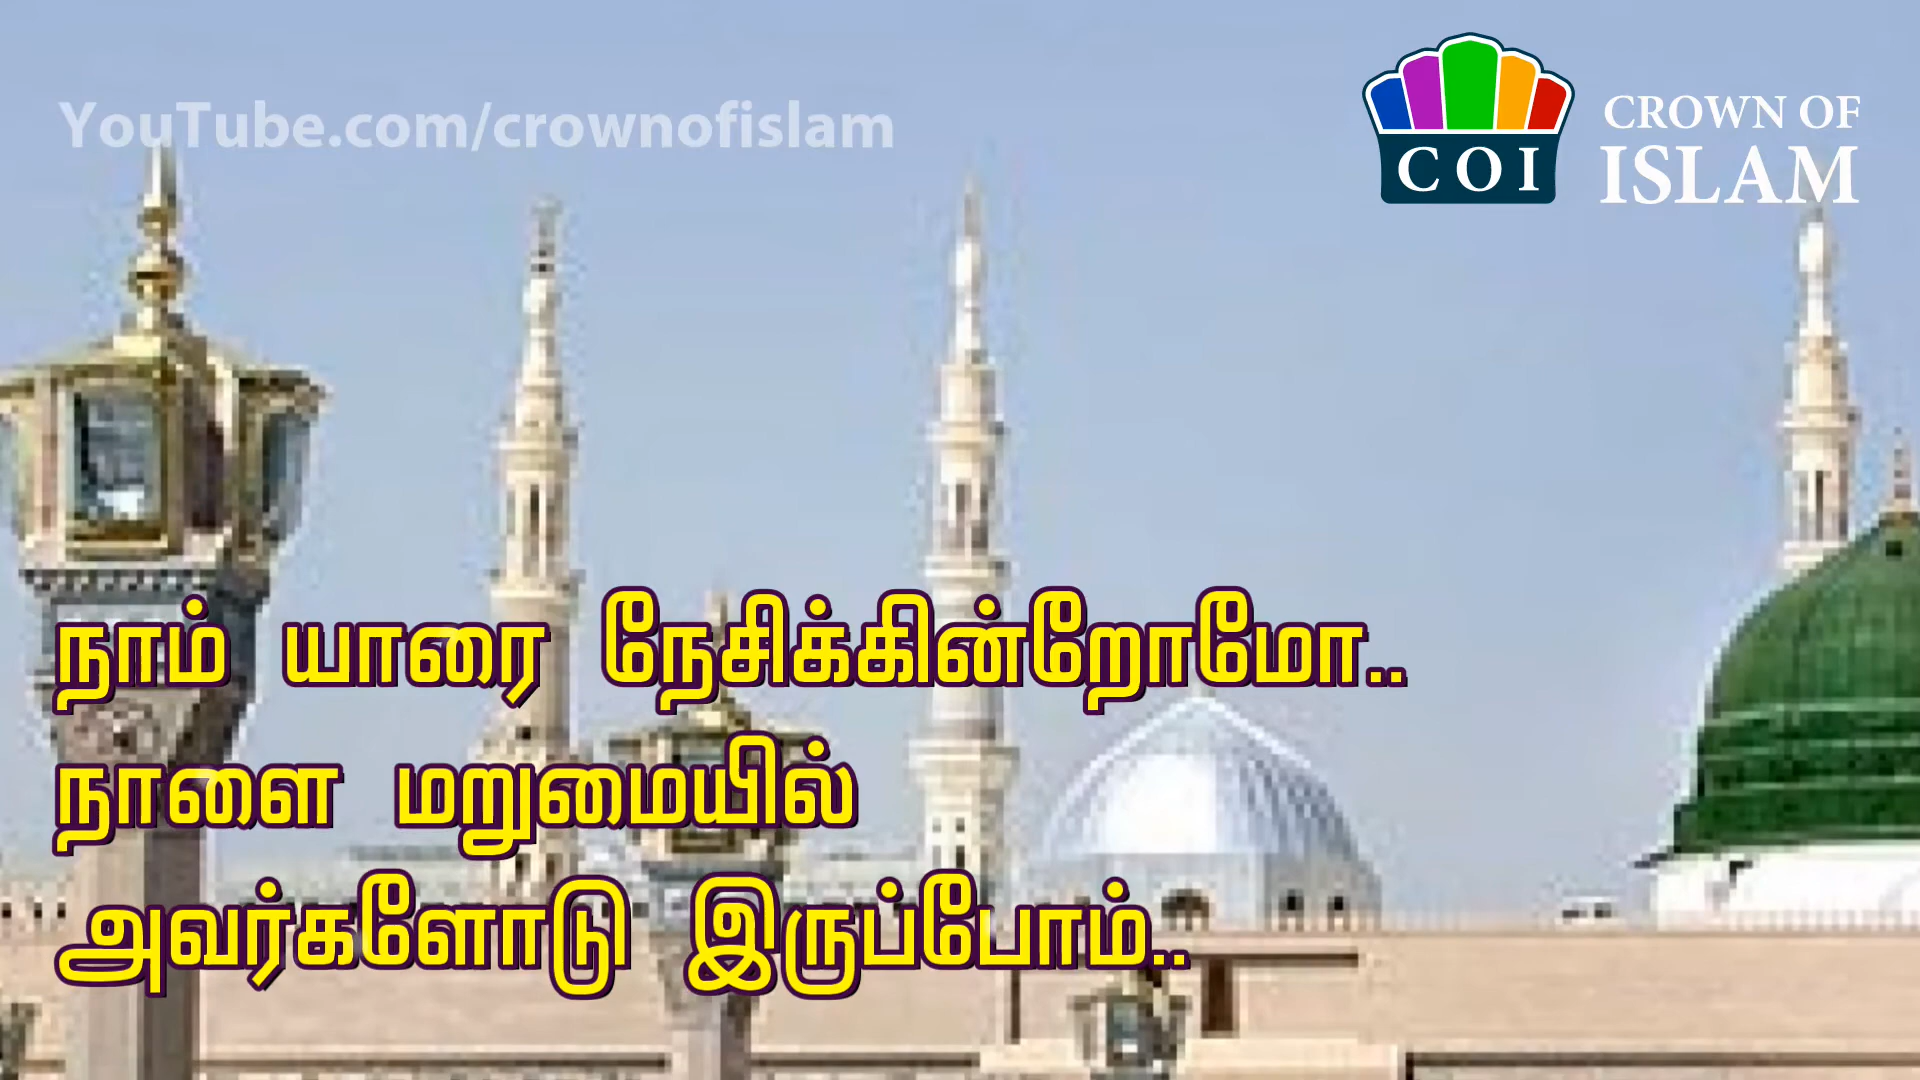 YouTube.com/crownofislam
COI
CROWN OF
ISLAM
நாம் யாரை நேசிக்கின்றோமோ..
நாளை மறுமையில்
அவர்களோடு இருப்போம்..